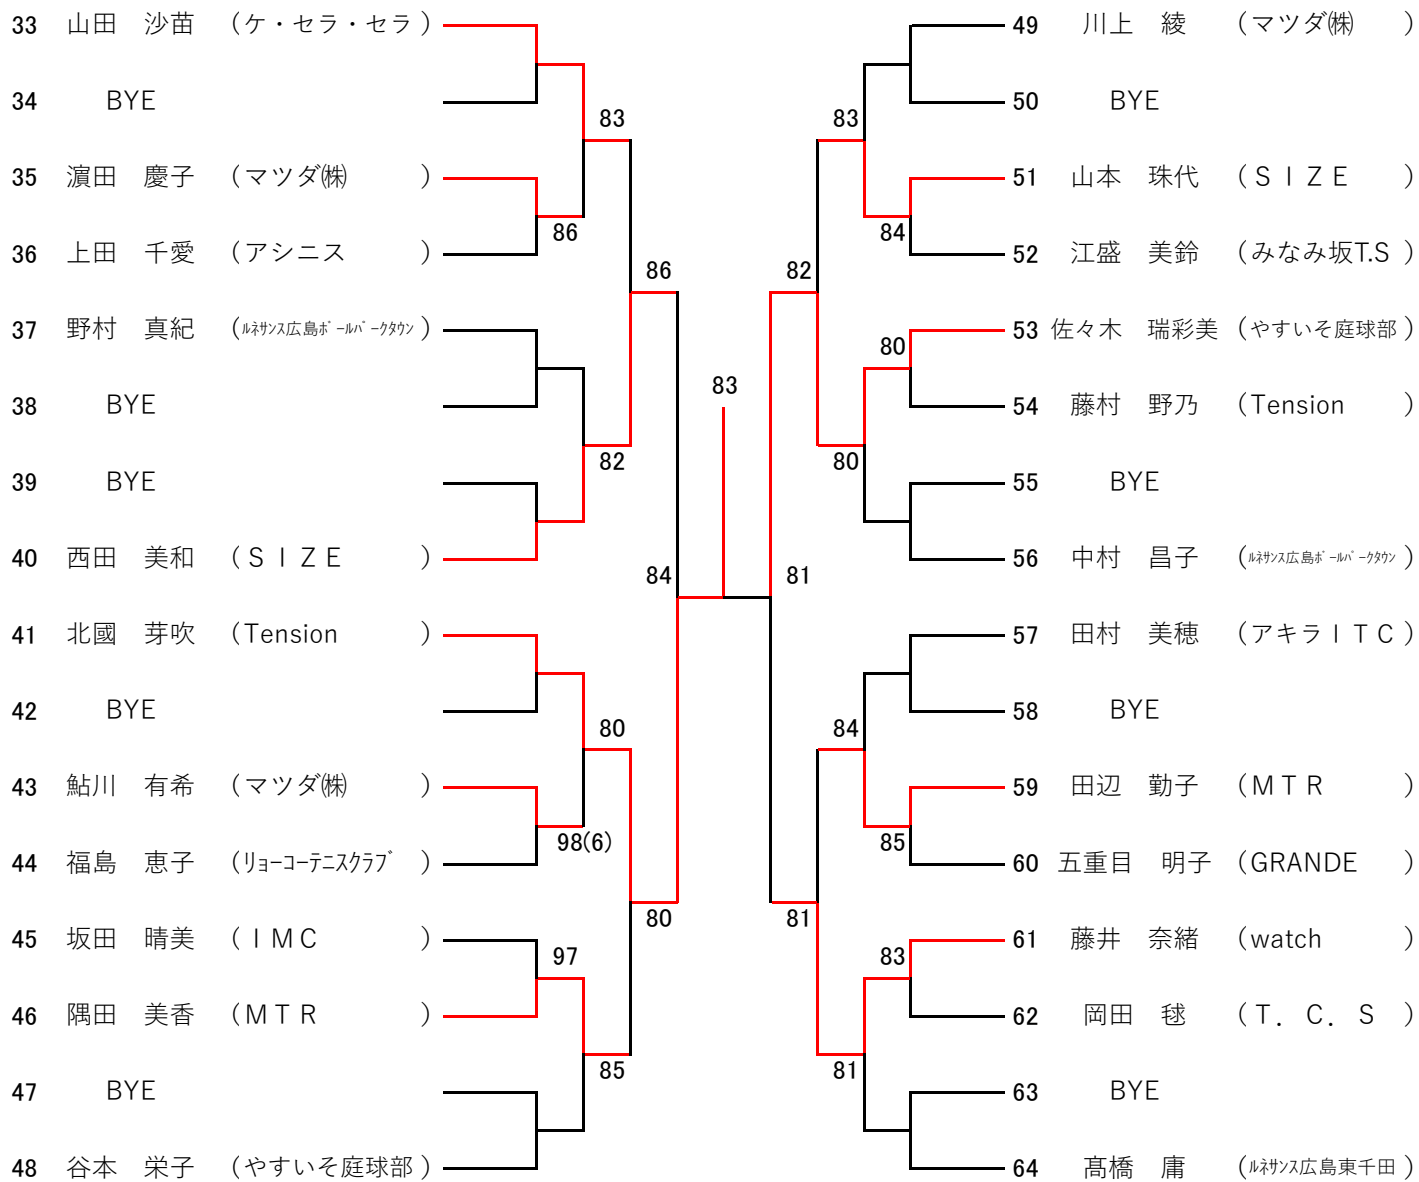 33 山田　沙苗 （ケ・セラ・セラ）
34 BYE
83
35 濵田　慶子 （マツダ㈱　）
86
36 上田　千愛 （アシニス　）
86
37 野村　真紀 （ﾙﾈｻﾝｽ広島ﾎﾞｰﾙﾊﾟｰｸﾀｳﾝ）
38 BYE
82
39 BYE
40 西田　美和 （ＳＩＺＥ　）
84
41 北國　芽吹 （Tension　）
42 BYE
80
43 鮎川　有希 （マツダ㈱　）
98(6)
44 福島　恵子 （ﾘｮｰｺｰﾃﾆｽｸﾗﾌﾞ　）
80
45 坂田　晴美 （ＩＭＣ　）
97
46 隅田　美香 （ＭＴＲ　）
85
47 BYE
48 谷本　栄子 （やすいそ庭球部）
83
49 川上　綾 （マツダ㈱　）
50 BYE
83
51 山本　珠代 （ＳＩＺＥ　）
84
52 江盛　美鈴 （みなみ坂T.S）
82
53 佐々木　瑞彩美 （やすいそ庭球部）
80
54 藤村　野乃 （Tension　）
80
55 BYE
56 中村　昌子 （ﾙﾈｻﾝｽ広島ﾎﾞｰﾙﾊﾟｰｸﾀｳﾝ）
81
57 田村　美穂 （アキラＩＴＣ）
58 BYE
84
59 田辺　勤子 （ＭＴＲ　）
85
60 五重目　明子 （GRANDE　）
81
61 藤井　奈緒 （watch　）
83
62 岡田　毬 （Ｔ．Ｃ．Ｓ）
81
63 BYE
64 髙橋　庸 （ﾙﾈｻﾝｽ広島東千田）